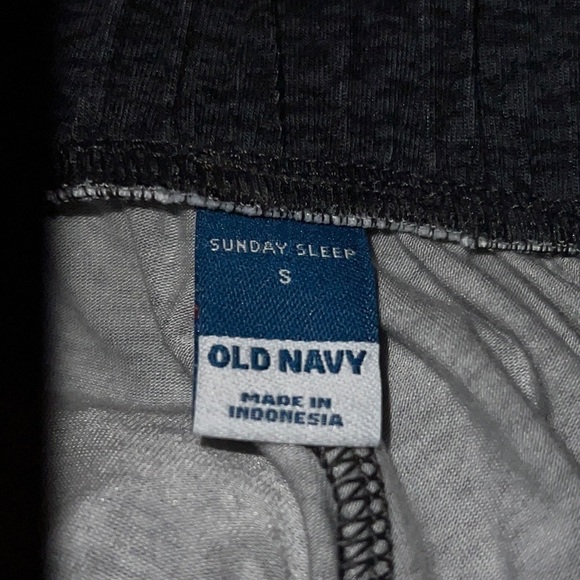 SUNDAY SLEEP
S
OLD NAVY
MADE IN
INDONESIA